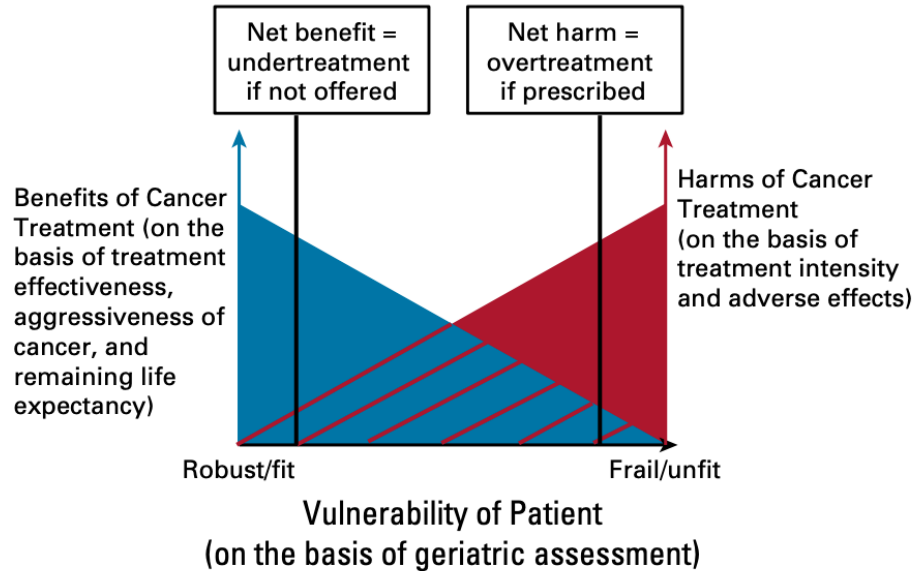 Net benefit =
undertreatment
if not offered
Net harm =
overtreatment
if prescribed
Benefits of Cancer
Treatment (on the
basis of treatment
effectiveness,
aggressiveness of
cancer, and
remaining life
expectancy)
Harms of Cancer
Treatment
(on the basis of
treatment intensity
and adverse effects)
Robust/fit
Frail/unfit
Vulnerability of Patient
(on the basis of geriatric assessment)